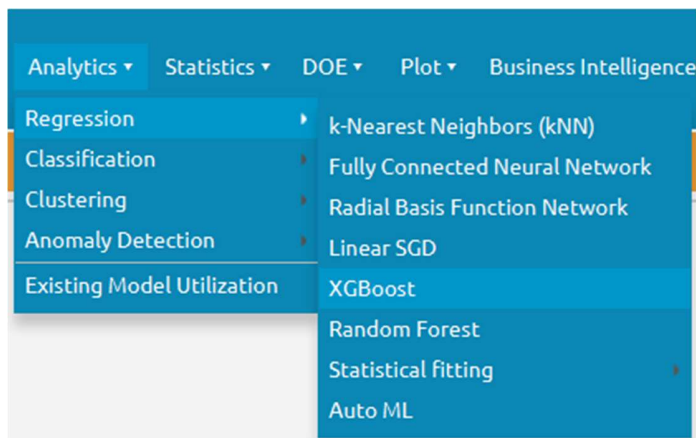 Analytics ▾ Statistics ▾ DOE ▾ Plot ▾ Business Intelligence
Regression
Classification
Clustering
Anomaly Detection
Existing Model Utilization
k-Nearest Neighbors (kNN)
Fully Connected Neural Network
Radial Basis Function Network
Linear SGD
XGBoost
Random Forest
Statistical fitting
Auto ML